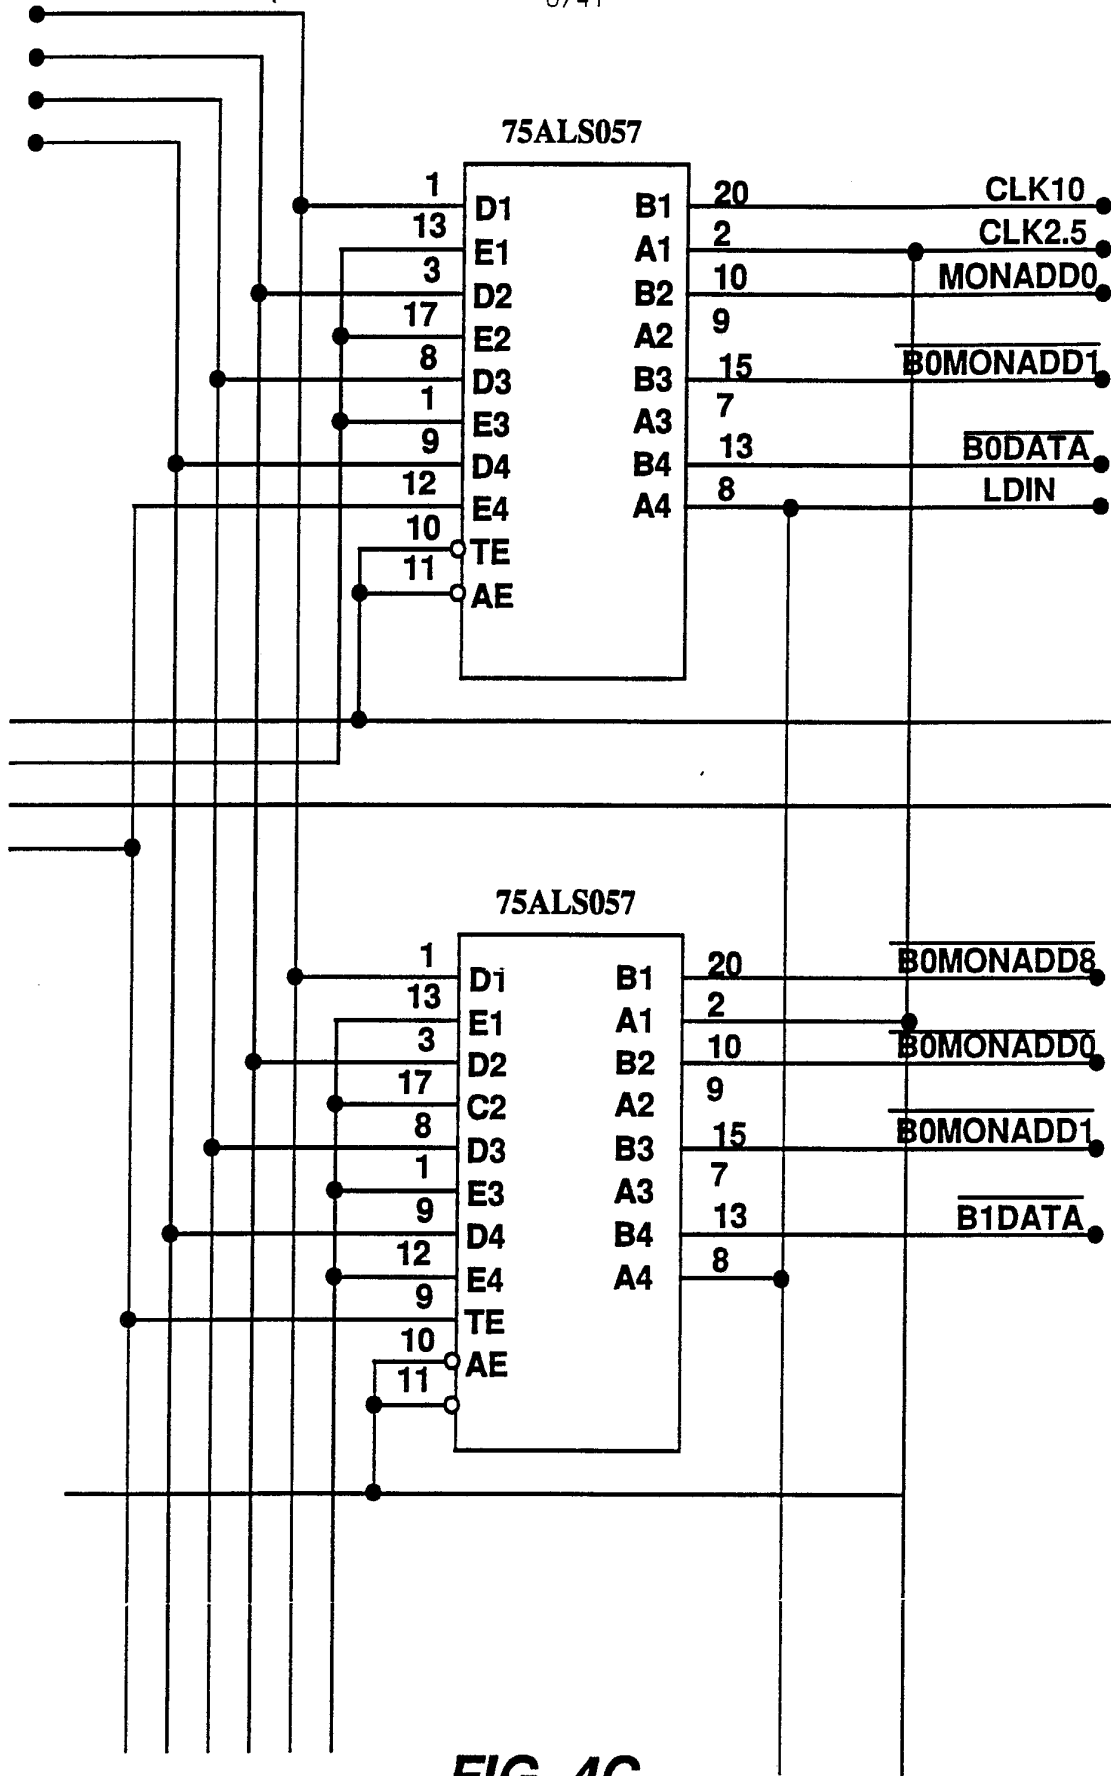 75ALS057
1 D1 B1 20 CLK10
13 E1 A1 2 CLK2.5
3 D2 B2 10 MONADD0
17 E2 A2 9
8 D3 B3 15 B0MONADD1
1 E3 A3 7
9 D4 B4 13 B0DATA
12 E4 A4 8 LDIN
10 TE
11 AE
75ALS057
1 D1 B1 20 B0MONADD8
13 E1 A1 2
3 D2 B2 10 B0MONADD0
17 C2 A2 9
8 D3 B3 15 B0MONADD1
1 E3 A3 7
9 D4 B4 13 B1DATA
12 E4 A4 8
9 TE
10 AE
11